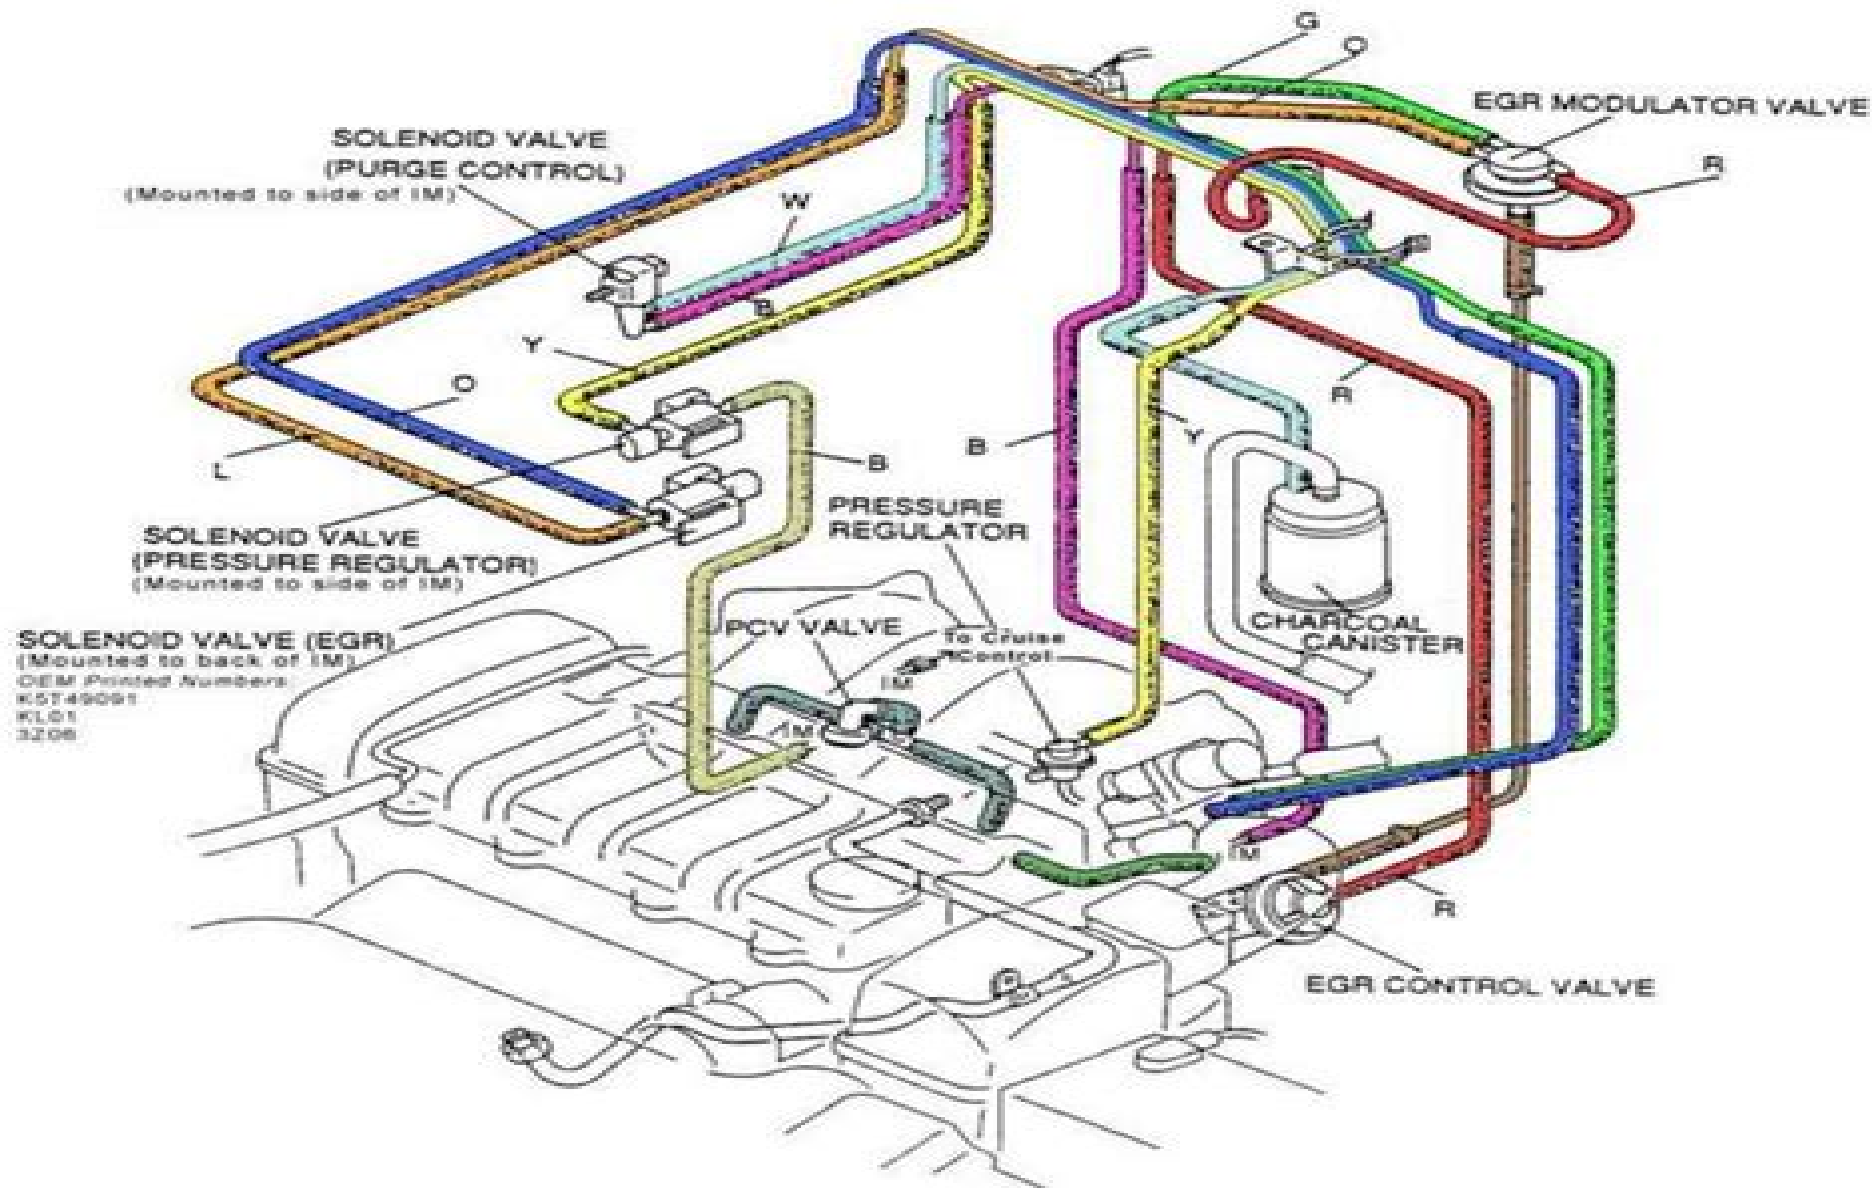 G
O
EGR MODULATOR VALVE
SOLENOID VALVE
(PURGE CONTROL)
(Mounted to side of IM)
R
W
B
Y
O
R
Y
B
L
B
PRESSURE
REGULATOR
SOLENOID VALVE
(PRESSURE REGULATOR)
(Mounted to side of IM)
CHARCOAL
CANISTER
PCV VALVE
To Cruise
Control
SOLENOID VALVE (EGR)
(Mounted to back of IM)
OEM Printed Numbers:
K5T49091
KL01
3Z06
IM
IM
IM
R
EGR CONTROL VALVE